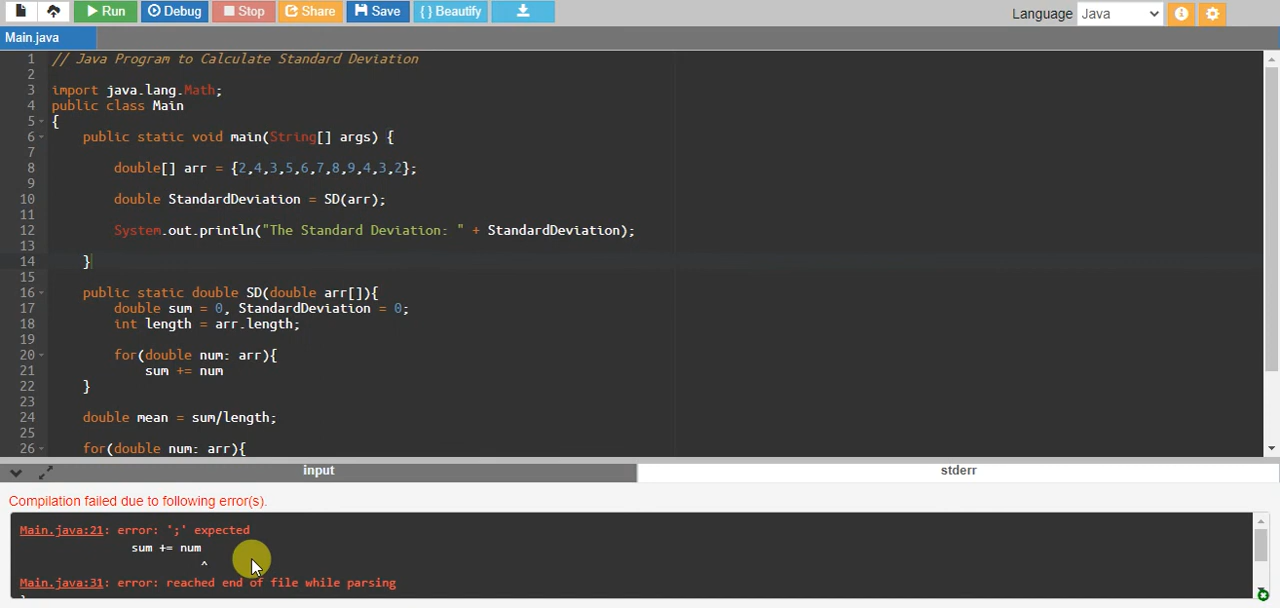 Run Debug Stop Share Save { } Beautify Language Java
Main.java
1 // Java Program to Calculate Standard Deviation
2
3 import java.lang.Math;
4 public class Main
5 {
6 public static void main(String[] args) {
7
8 double[] arr = {2,4,3,5,6,7,8,9,4,3,2};
9
10 double StandardDeviation = SD(arr);
11
12 System.out.println("The Standard Deviation: " + StandardDeviation);
13
14 }
15
16 public static double SD(double arr[]){
17 double sum = 0, StandardDeviation = 0;
18 int length = arr.length;
19
20 for(double num: arr){
21 sum += num
22 }
23
24 double mean = sum/length;
25
26 for(double num: arr){
input stderr
Compilation failed due to following error(s).
Main.java:21: error: ';' expected
sum += num
^
Main.java:31: error: reached end of file while parsing